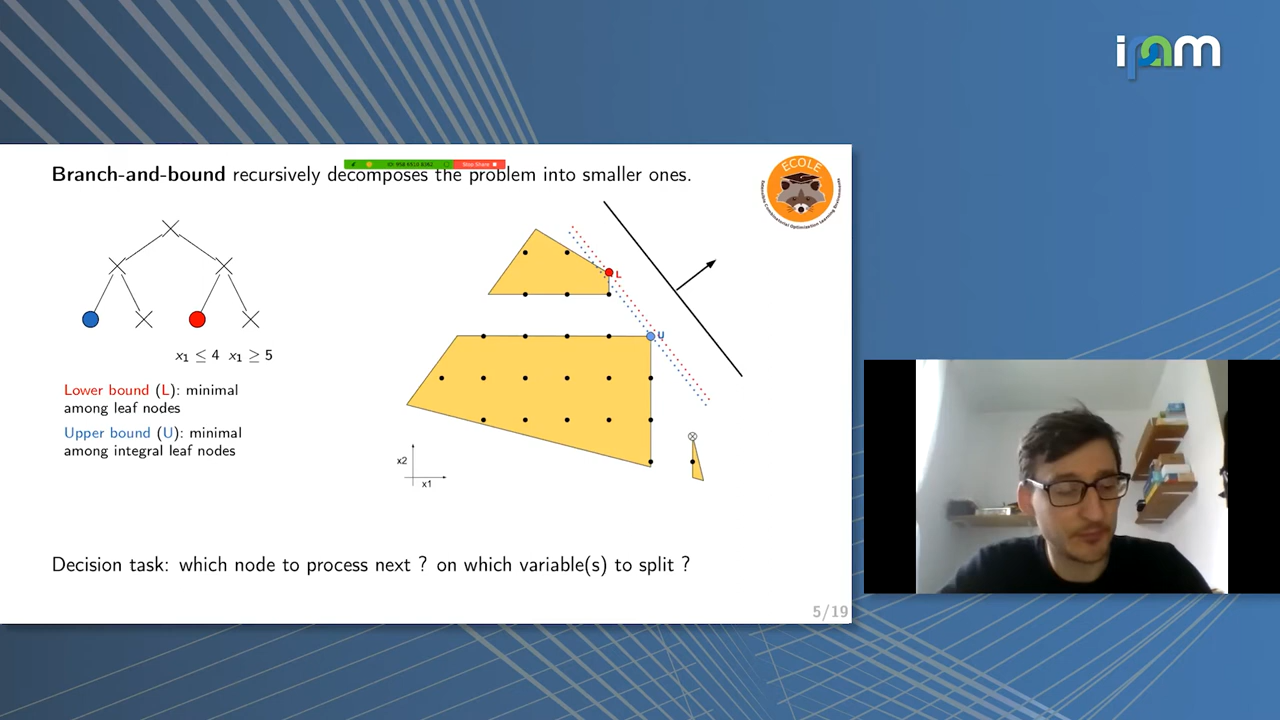 ipam
Branch-and-bound recursively decomposes the problem into smaller ones.
Stop Share
ECOLE
x₁ ≤ 4 x₁ ≥ 5
Lower bound (L): minimal
among leaf nodes
Upper bound (U): minimal
among integral leaf nodes
L
U
x2
x1
Decision task: which node to process next ? on which variable(s) to split ?
5/19